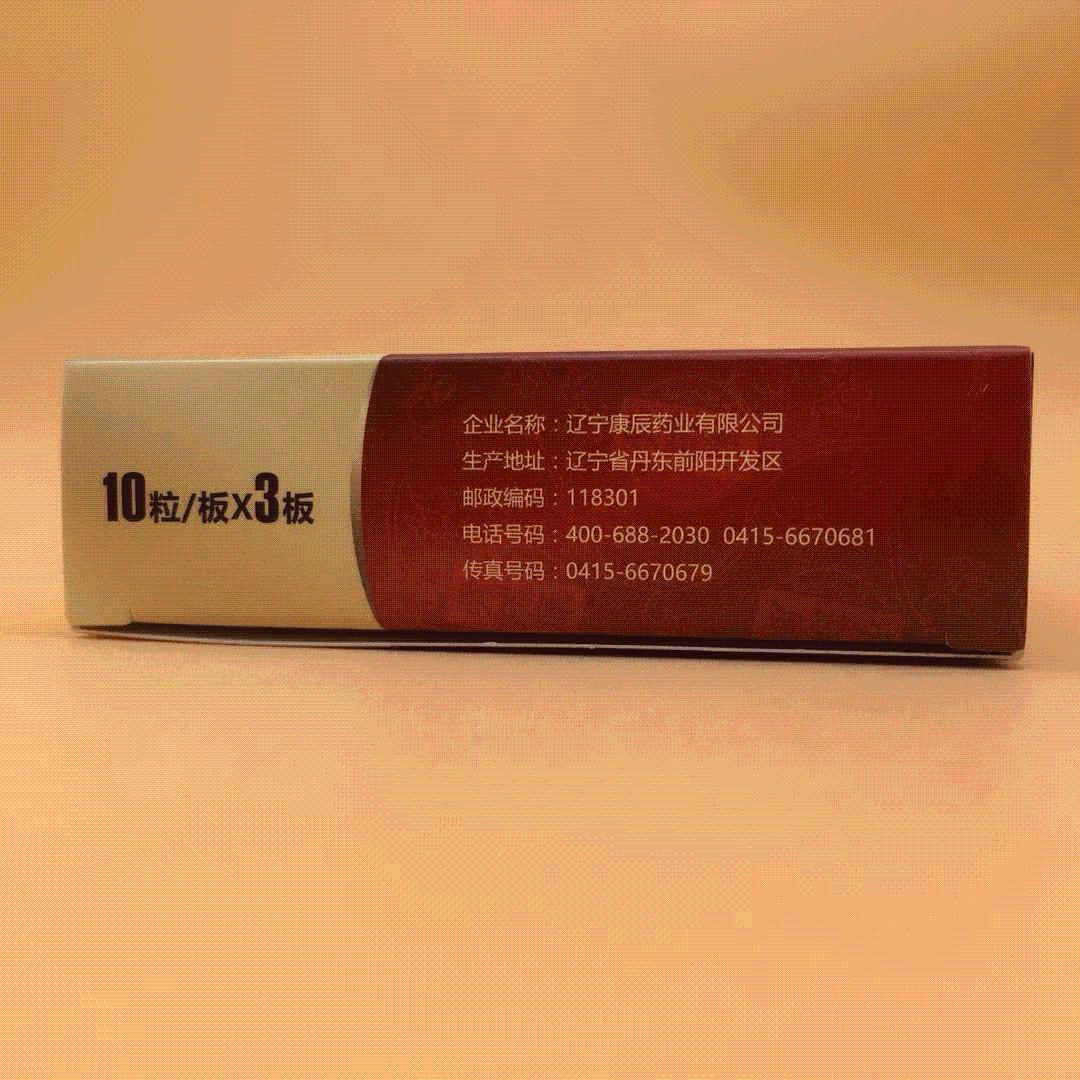 10粒/板X3板
企业名称：辽宁康辰药业有限公司
生产地址：辽宁省丹东前阳开发区
邮政编码：118301
电话号码：400-688-2030 0415-6670681
传真号码：0415-6670679